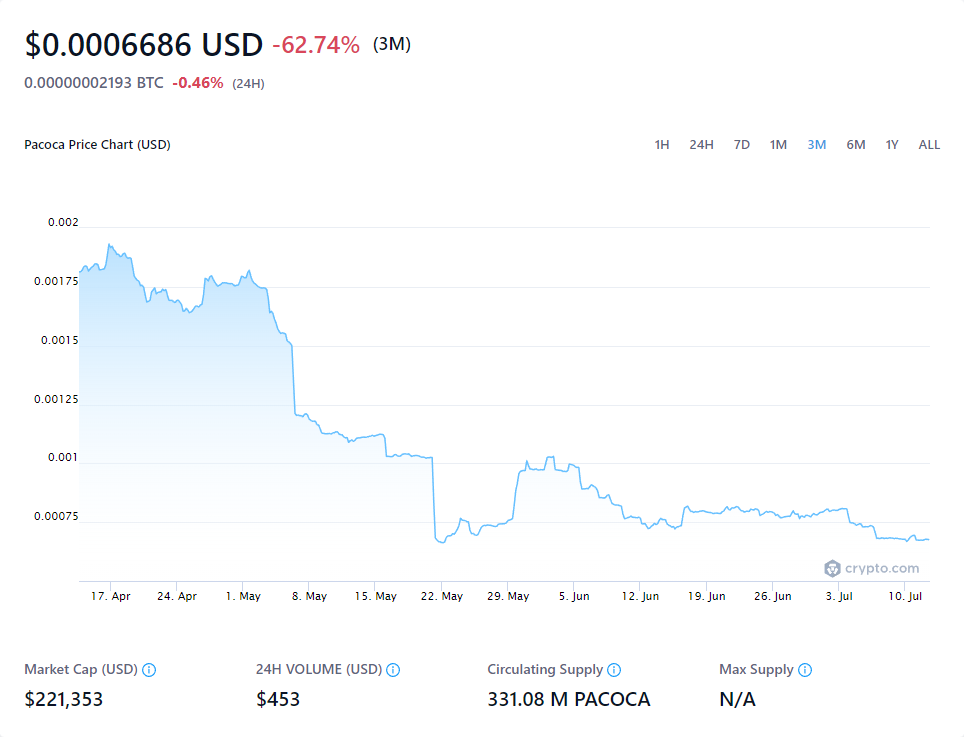 $0.0006686 USD -62.74% (3M)
0.00000002193 BTC -0.46% (24H)
Pacoca Price Chart (USD) 1H 24H 7D 1M 3M 6M 1Y ALL
0.002
0.00175
0.0015
0.00125
0.001
0.00075
crypto.com
17. Apr 24. Apr 1. May 8. May 15. May 22. May 29. May 5. Jun 12. Jun 19. Jun 26. Jun 3. Jul 10. Jul
Market Cap (USD) 24H VOLUME (USD) Circulating Supply Max Supply
$221,353 $453 331.08 M PACOCA N/A